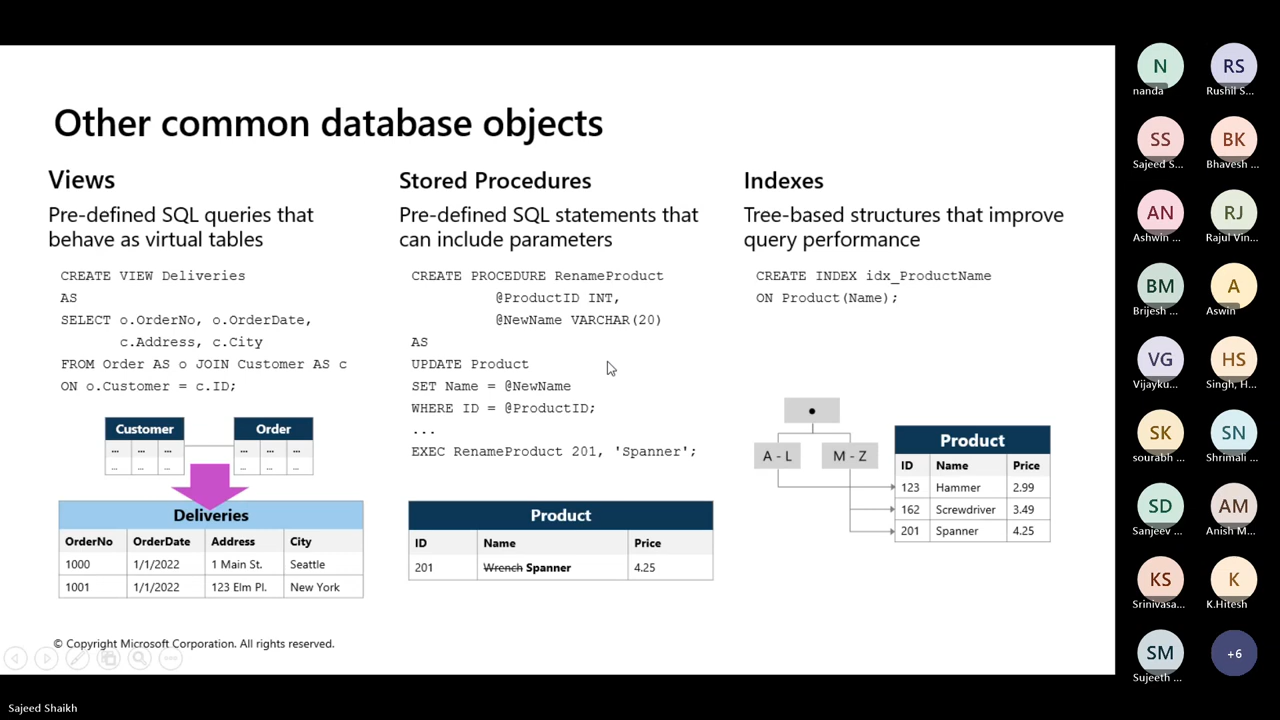 Other common database objects
Views
Pre-defined SQL queries that
behave as virtual tables
CREATE VIEW Deliveries
AS
SELECT o.OrderNo, o.OrderDate,
c.Address, c.City
FROM Order AS o JOIN Customer AS c
ON o.Customer = c.ID;
Customer
... ... ...
... ... ...
Order
... ... ...
... ... ...
Deliveries
OrderNo OrderDate Address City
1000 1/1/2022 1 Main St. Seattle
1001 1/1/2022 123 Elm Pl. New York
Stored Procedures
Pre-defined SQL statements that
can include parameters
CREATE PROCEDURE RenameProduct
@ProductID INT,
@NewName VARCHAR(20)
AS
UPDATE Product
SET Name = @NewName
WHERE ID = @ProductID;
...
EXEC RenameProduct 201, 'Spanner';
Product
ID Name Price
201 Wrench Spanner 4.25
Indexes
Tree-based structures that improve
query performance
CREATE INDEX idx_ProductName
ON Product(Name);
A - L
M - Z
Product
ID Name Price
123 Hammer 2.99
162 Screwdriver 3.49
201 Spanner 4.25
© Copyright Microsoft Corporation. All rights reserved.
N
nanda
RS
Rushil S...
SS
Sajeed S...
BK
Bhavesh ...
AN
Ashwin ...
RJ
Rajul Vin...
BM
Brijesh ...
A
Aswin
VG
Vijayku...
HS
Singh, H...
SK
sourabh ...
SN
Shrimali ...
SD
Sanjeev ...
AM
Anish M...
KS
Srinivasa...
K
K.Hitesh
SM
Sujeeth ...
+6
Sajeed Shaikh